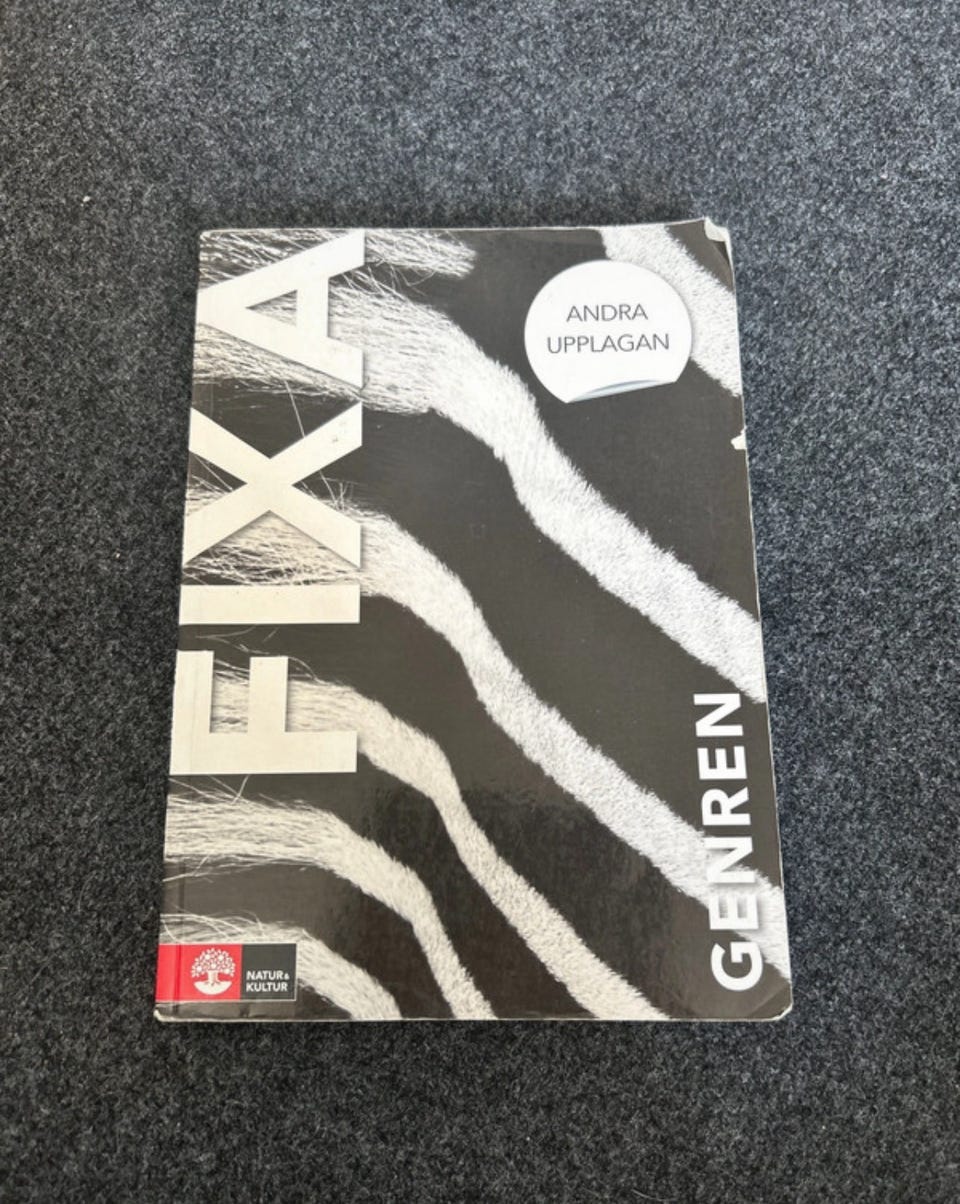 FIXA
ANDRA
UPPLAGAN
GENREN
NATUR &
KULTUR